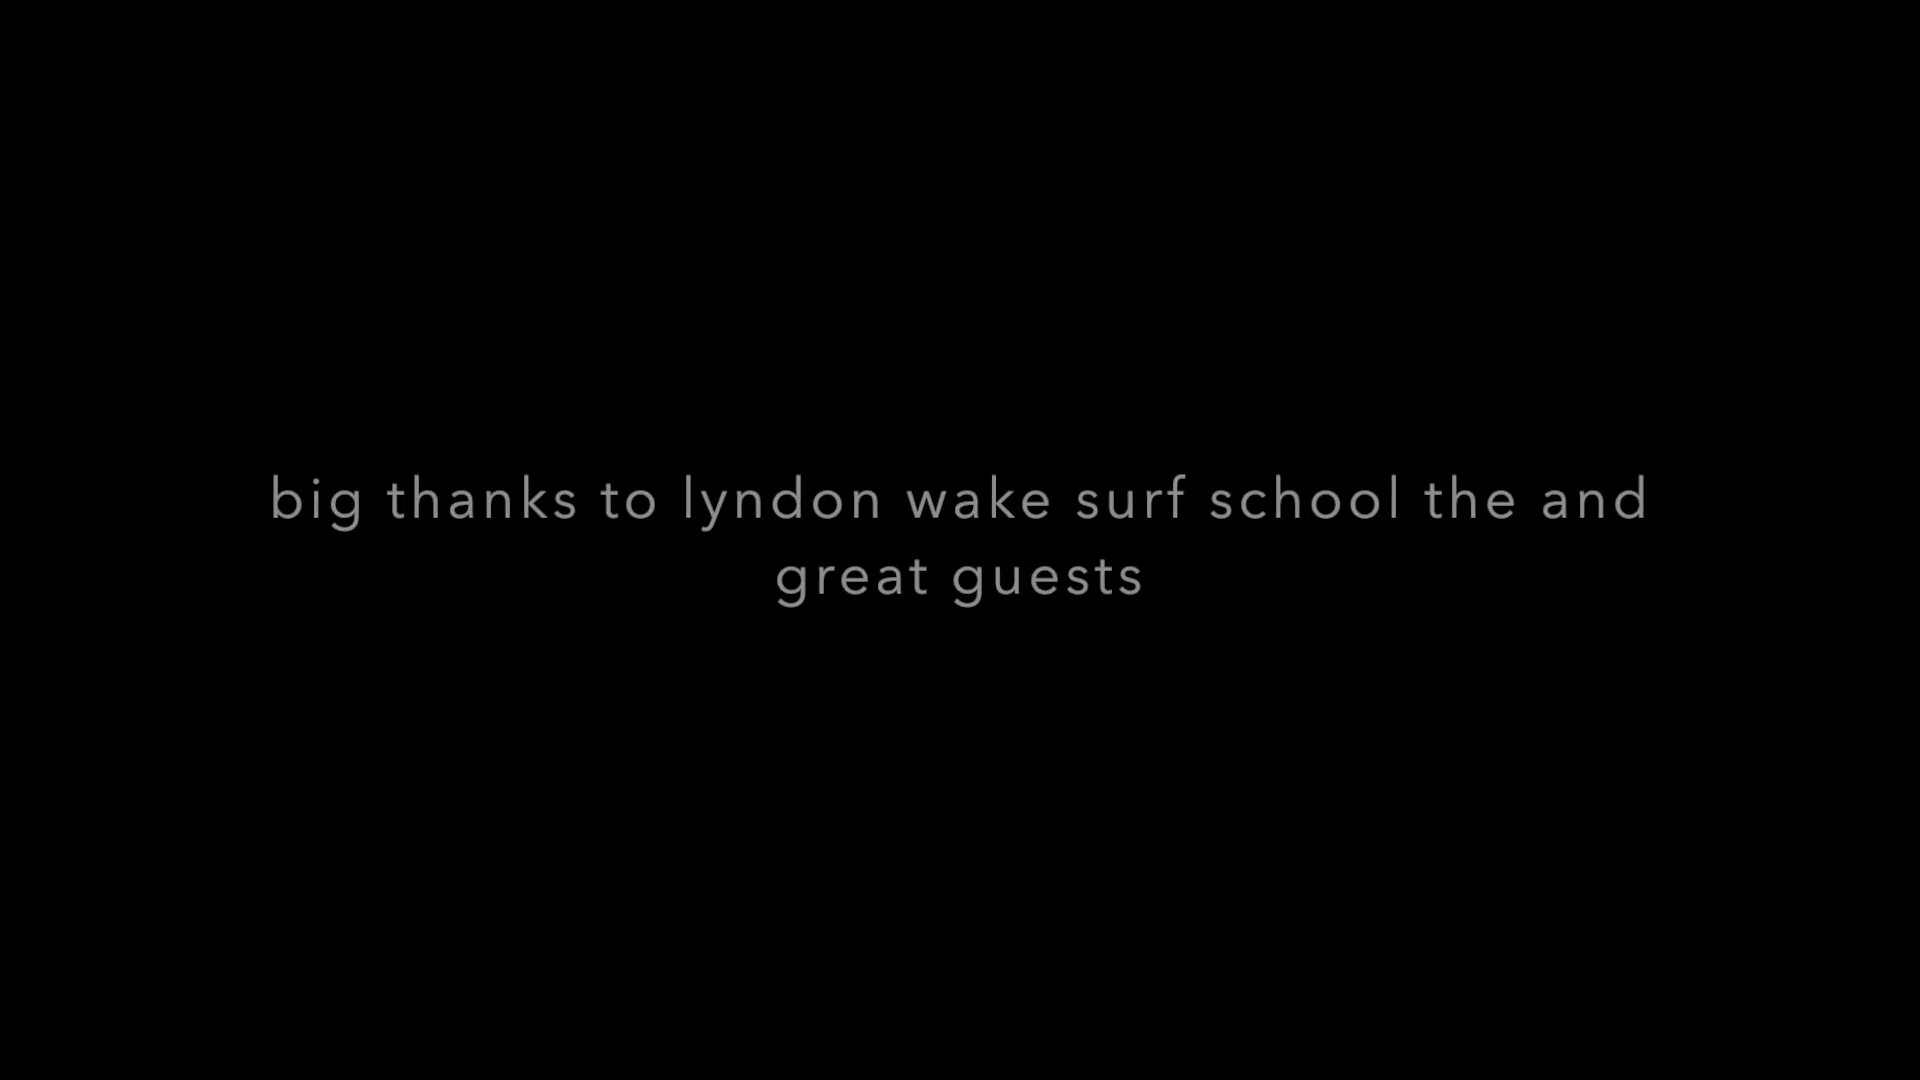 big thanks to lyndon wake surf school the and
great guests